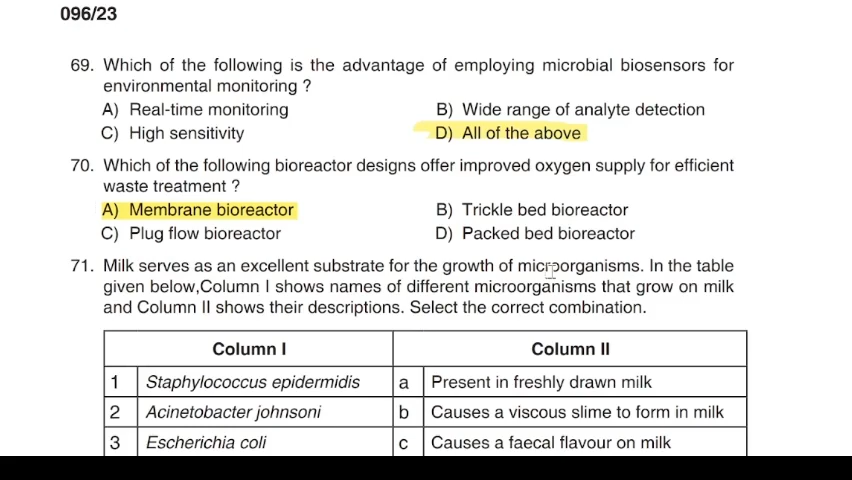 096/23
69. Which of the following is the advantage of employing microbial biosensors for
environmental monitoring ?
A) Real-time monitoring B) Wide range of analyte detection
C) High sensitivity D) All of the above
70. Which of the following bioreactor designs offer improved oxygen supply for efficient
waste treatment ?
A) Membrane bioreactor B) Trickle bed bioreactor
C) Plug flow bioreactor D) Packed bed bioreactor
71. Milk serves as an excellent substrate for the growth of microorganisms. In the table
given below,Column I shows names of different microorganisms that grow on milk
and Column II shows their descriptions. Select the correct combination.
Column I Column II
1 Staphylococcus epidermidis a Present in freshly drawn milk
2 Acinetobacter johnsoni b Causes a viscous slime to form in milk
3 Escherichia coli c Causes a faecal flavour on milk